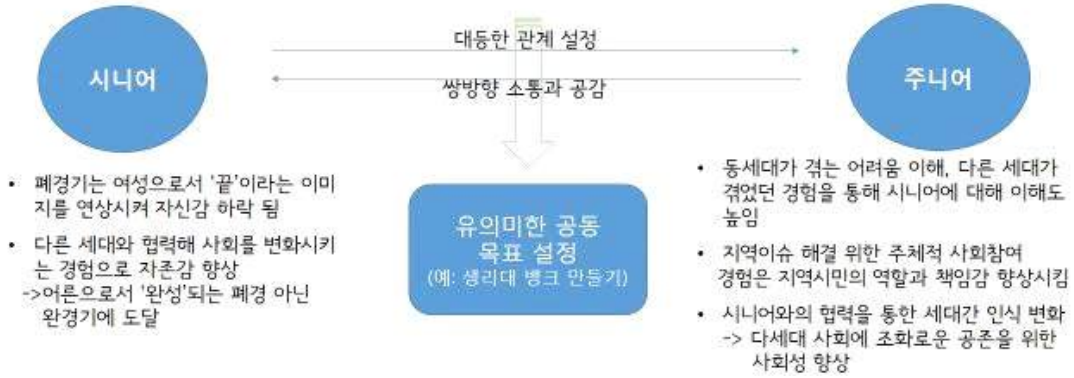 시니어
대등한 관계 설정
쌍방향 소통과 공감
주니어
• 폐경기는 여성으로서 '끝'이라는 이미
지를 연상시켜 자신감 하락 됨
• 다른 세대와 협력해 사회를 변화시키
는 경험으로 자존감 향상
->어른으로서 '완성'되는 폐경 아닌
완경기에 도달
유의미한 공동
목표 설정
(예: 생리대 뱅크 만들기)
• 동세대가 겪는 어려움 이해, 다른 세대가
겪었던 경험을 통해 시니어에 대해 이해도
높임
• 지역이슈 해결 위한 주체적 사회참여
경험은 지역시민의 역할과 책임감 향상시킴
• 시니어와의 협력을 통한 세대간 인식 변화
-> 다세대 사회에 조화로운 공존을 위한
사회성 향상